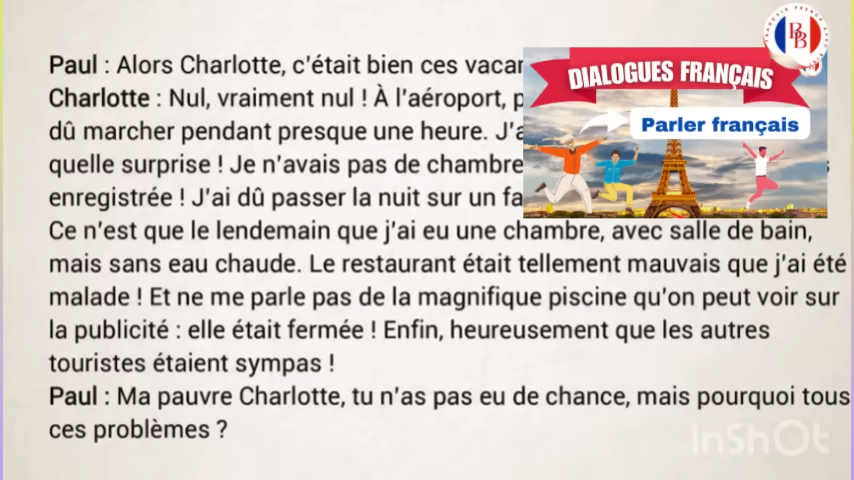 Paul : Alors Charlotte, c'était bien ces
Charlotte : Nul, vraiment nul ! À l'aéroport,
dû marcher pendant presque une heure.
quelle surprise ! Je n'avais pas de chambre
enregistrée ! J'ai dû passer la nuit sur un
Ce n'est que le lendemain que j'ai eu une chambre, avec salle de bain,
mais sans eau chaude. Le restaurant était tellement mauvais que j'ai été
malade ! Et ne me parle pas de la magnifique piscine qu'on peut voir sur
la publicité : elle était fermée ! Enfin, heureusement que les autres
touristes étaient sympas !
Paul : Ma pauvre Charlotte, tu n'as pas eu de chance, mais pourquoi tous
ces problèmes ?
DIALOGUES FRANÇAIS
Parler français
InShOt